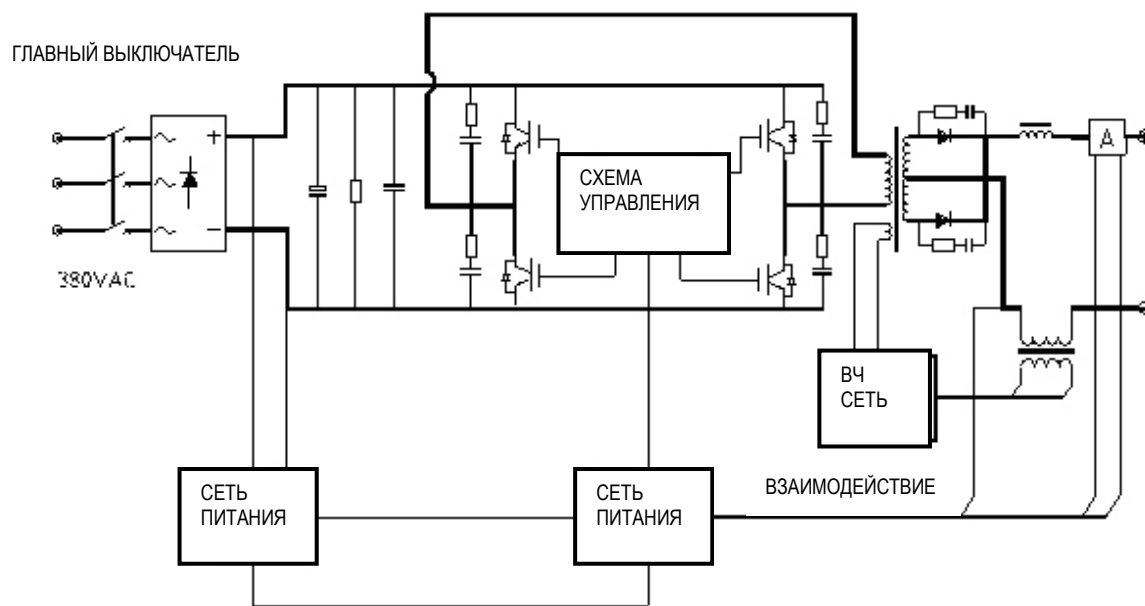 ГЛАВНЫЙ ВЫКЛЮЧАТЕЛЬ
+
−
380VAC
СХЕМА
УПРАВЛЕНИЯ
A
ВЧ
СЕТЬ
СЕТЬ
ПИТАНИЯ
СЕТЬ
ПИТАНИЯ
ВЗАИМОДЕЙСТВИЕ